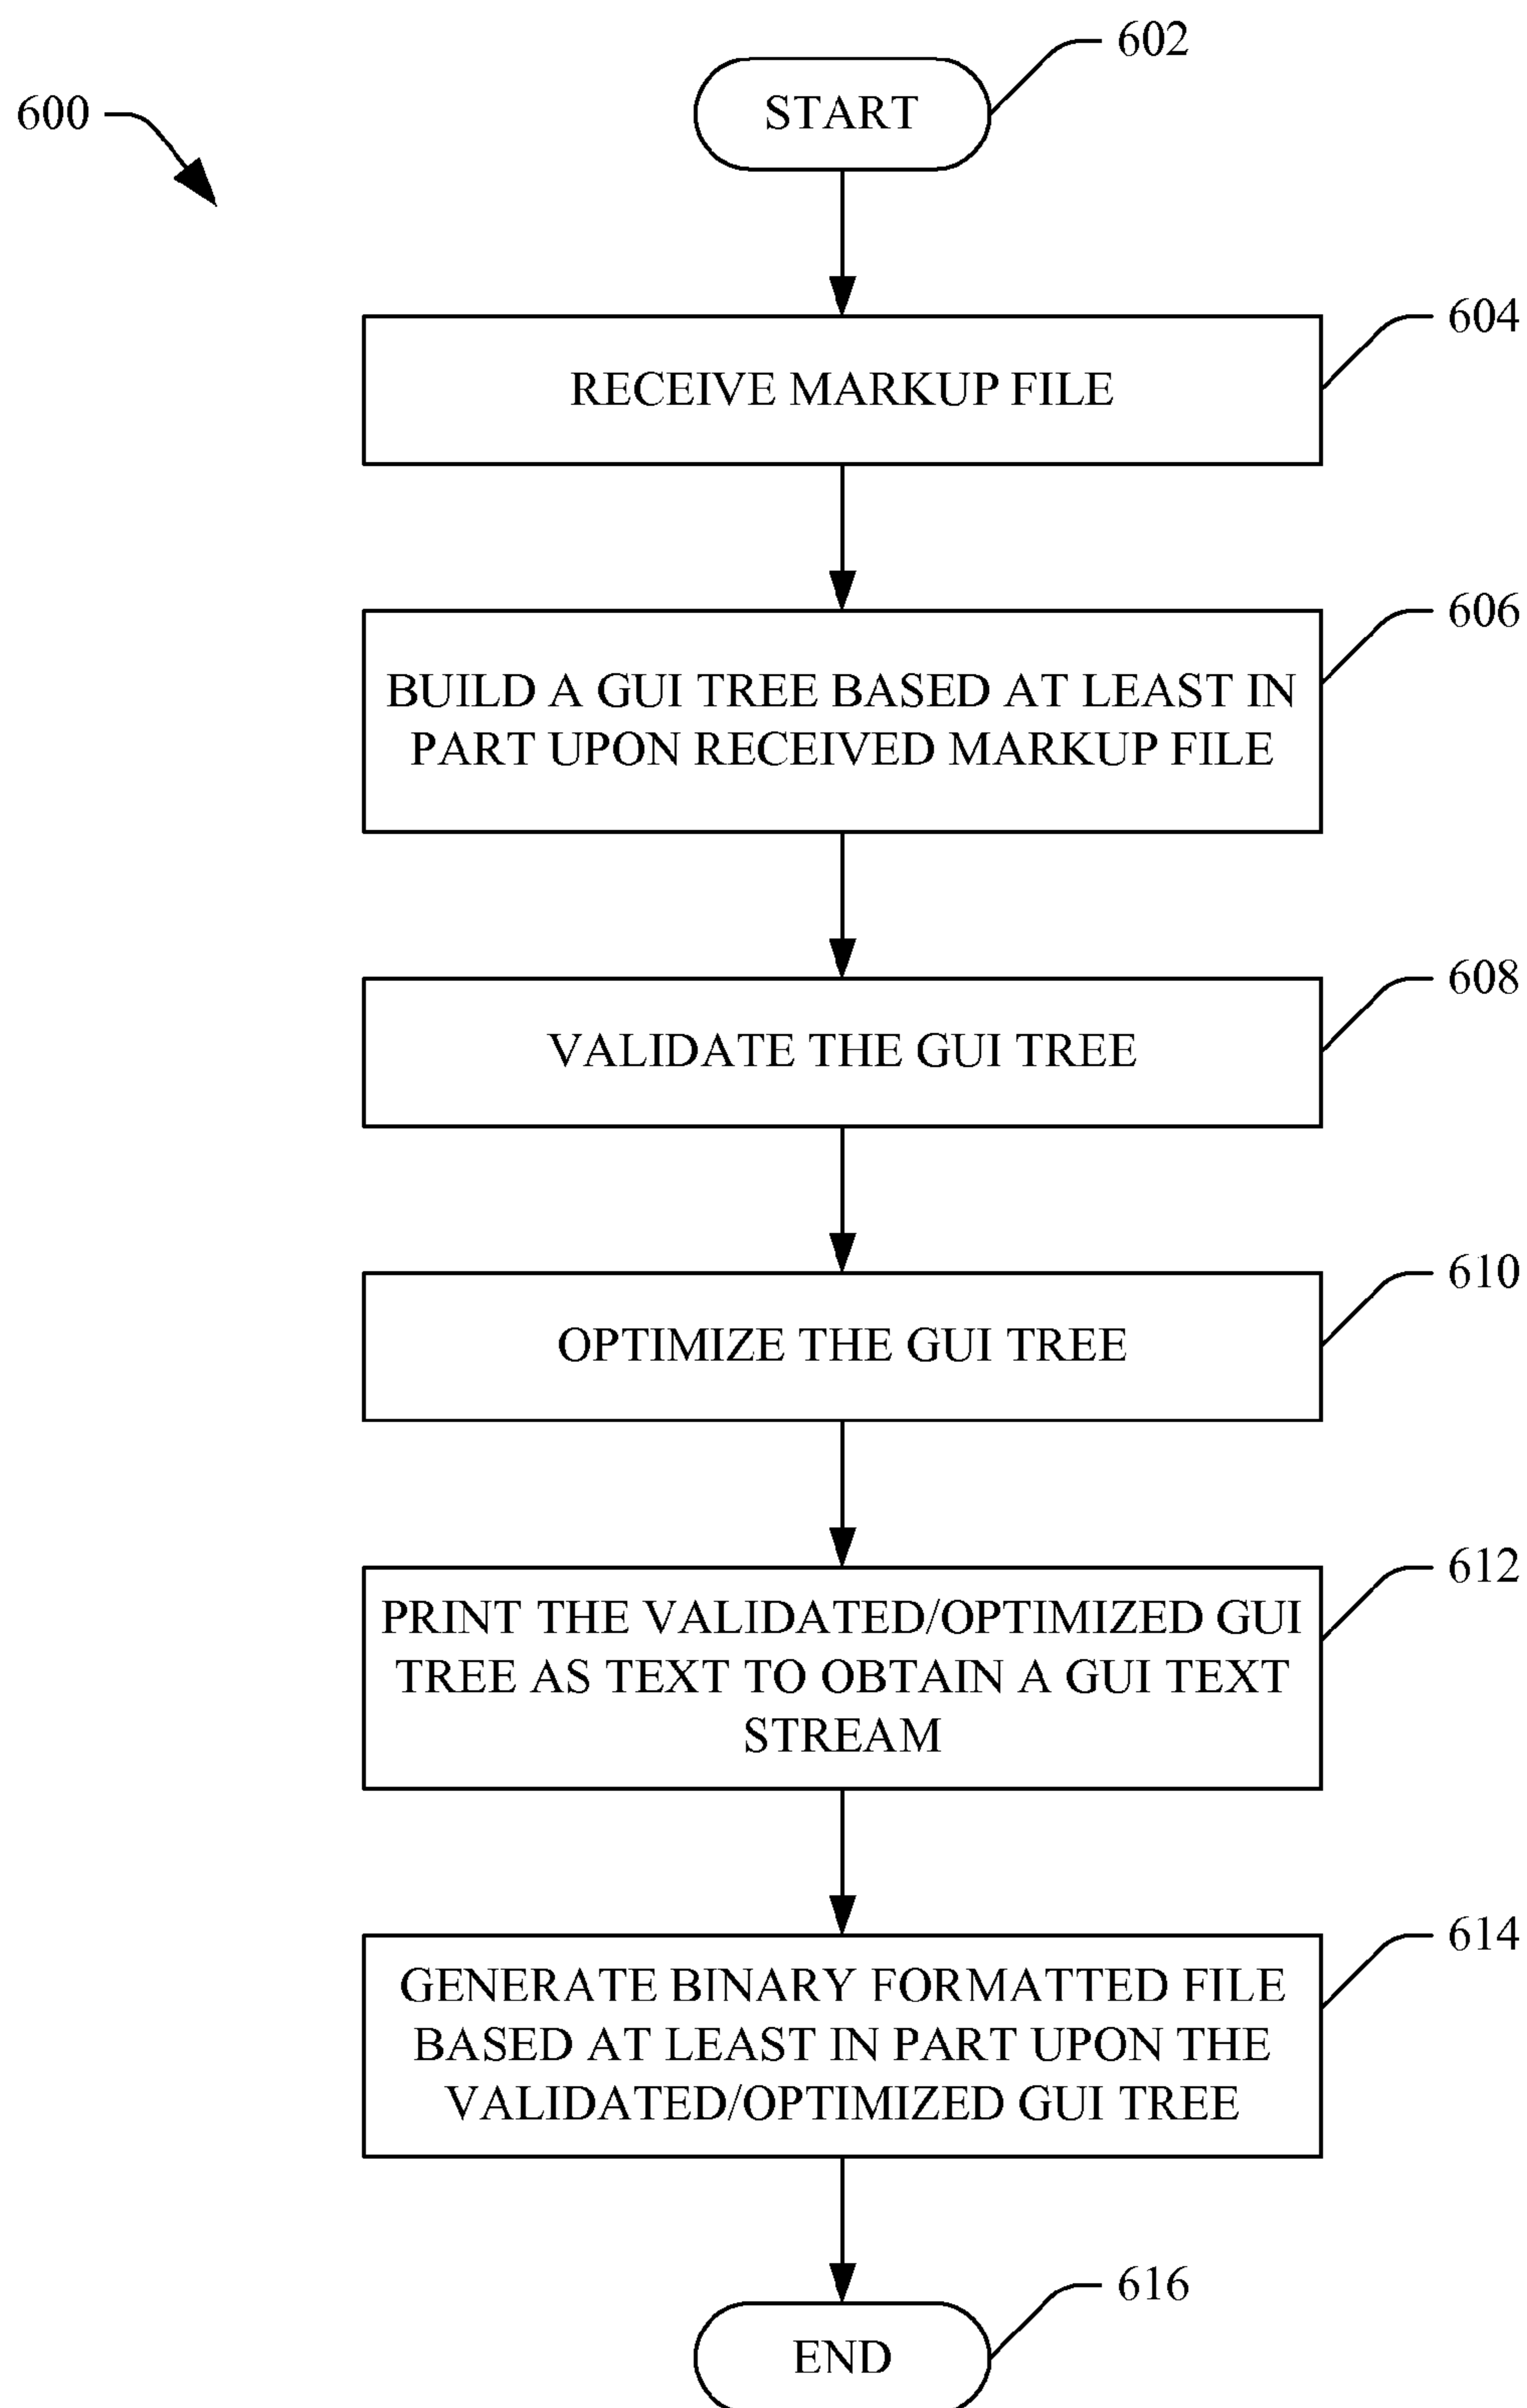 602
600
START
604
RECEIVE MARKUP FILE
606
BUILD A GUI TREE BASED AT LEAST IN
PART UPON RECEIVED MARKUP FILE
608
VALIDATE THE GUI TREE
610
OPTIMIZE THE GUI TREE
612
PRINT THE VALIDATED/OPTIMIZED GUI
TREE AS TEXT TO OBTAIN A GUI TEXT
STREAM
614
GENERATE BINARY FORMATTED FILE
BASED AT LEAST IN PART UPON THE
VALIDATED/OPTIMIZED GUI TREE
616
END